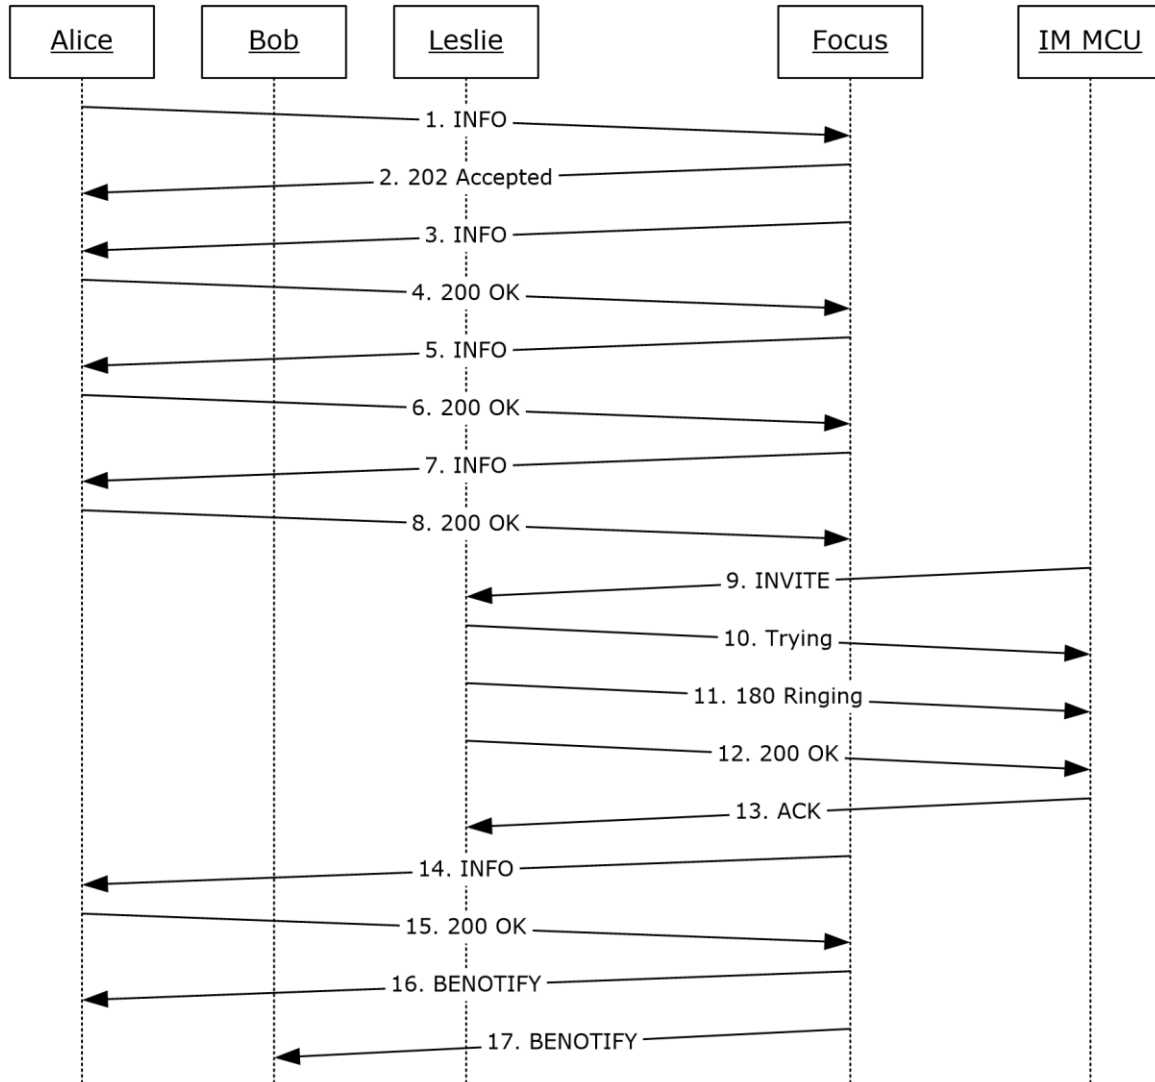 Alice
Bob
Leslie
Focus
IM MCU
1. INFO
2. 202 Accepted
3. INFO
4. 200 OK
5. INFO
6. 200 OK
7. INFO
8. 200 OK
9. INVITE
10. Trying
11. 180 Ringing
12. 200 OK
13. ACK
14. INFO
15. 200 OK
16. BENOTIFY
17. BENOTIFY